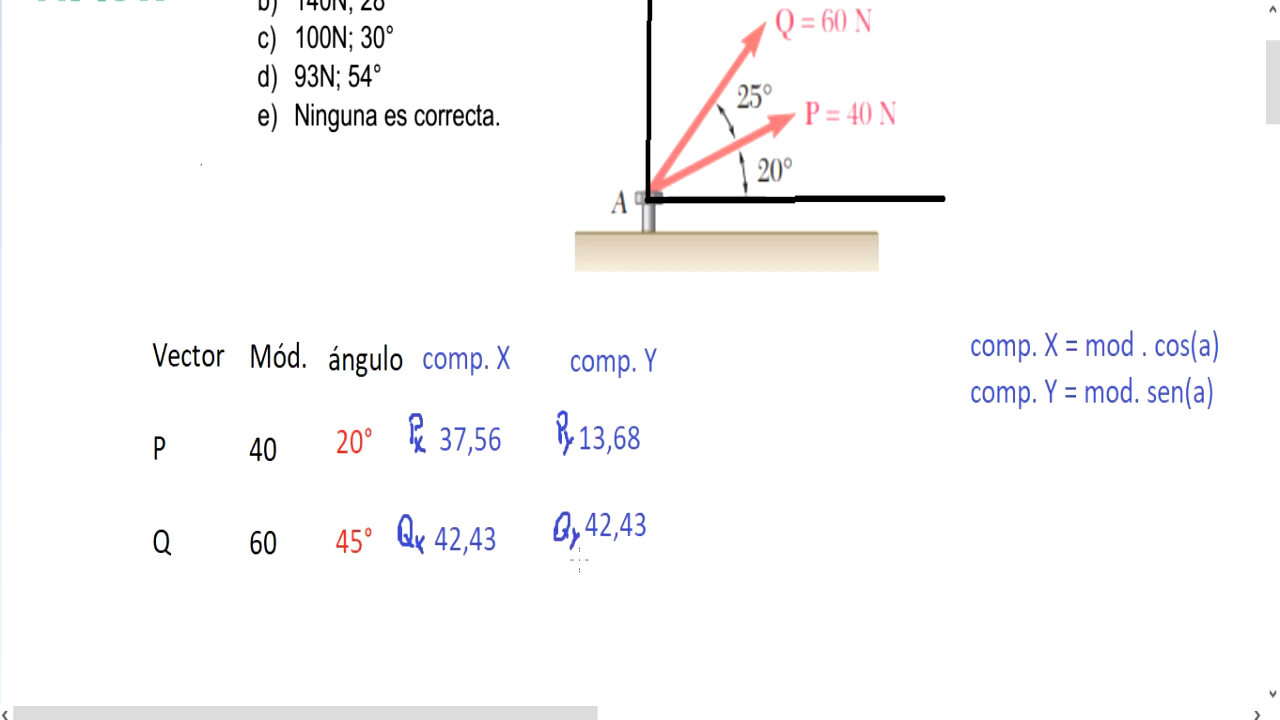 b) 140N; 28°
c) 100N; 30°
d) 93N; 54°
e) Ninguna es correcta.
Q = 60 N
25°
P = 40 N
20°
A
Vector Mód. ángulo comp. X comp. Y
P 40 20° Px 37,56 Py 13,68
Q 60 45° Qx 42,43 Qy 42,43
comp. X = mod . cos(a)
comp. Y = mod. sen(a)